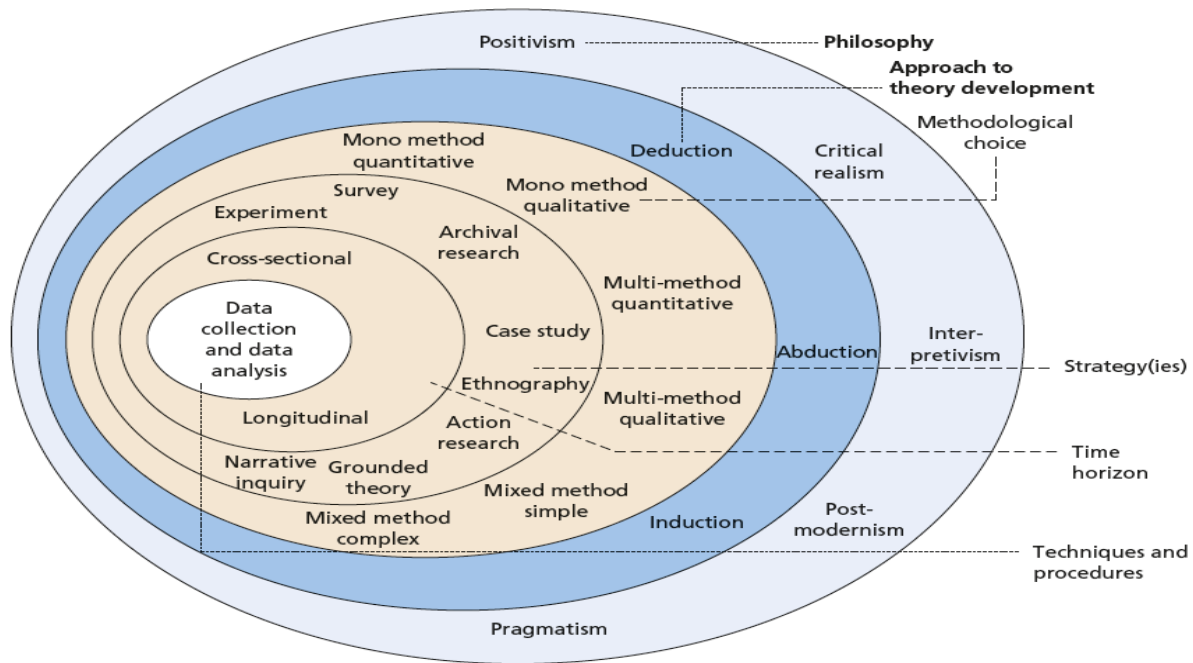 Positivism
Philosophy
Approach to
theory development
Methodological
choice
Mono method
quantitative
Deduction
Critical
realism
Survey
Mono method
qualitative
Experiment
Archival
research
Cross-sectional
Multi-method
quantitative
Data
collection
and data
analysis
Case study
Abduction
Inter-
pretivism
Strategy(ies)
Ethnography
Multi-method
qualitative
Longitudinal
Action
research
Time
horizon
Narrative
inquiry
Grounded
theory
Mixed method
simple
Mixed method
complex
Induction
Post-
modernism
Techniques and
procedures
Pragmatism